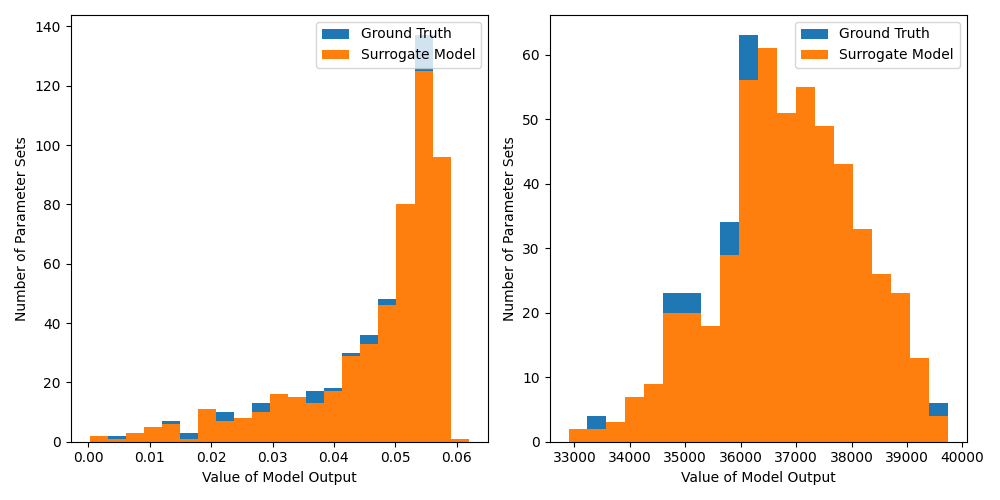 Ground Truth
Surrogate Model
140
120
100
80
60
40
20
0
Number of Parameter Sets
0.00 0.01 0.02 0.03 0.04 0.05 0.06
Value of Model Output
Ground Truth
Surrogate Model
60
50
40
30
20
10
0
Number of Parameter Sets
33000 34000 35000 36000 37000 38000 39000 40000
Value of Model Output